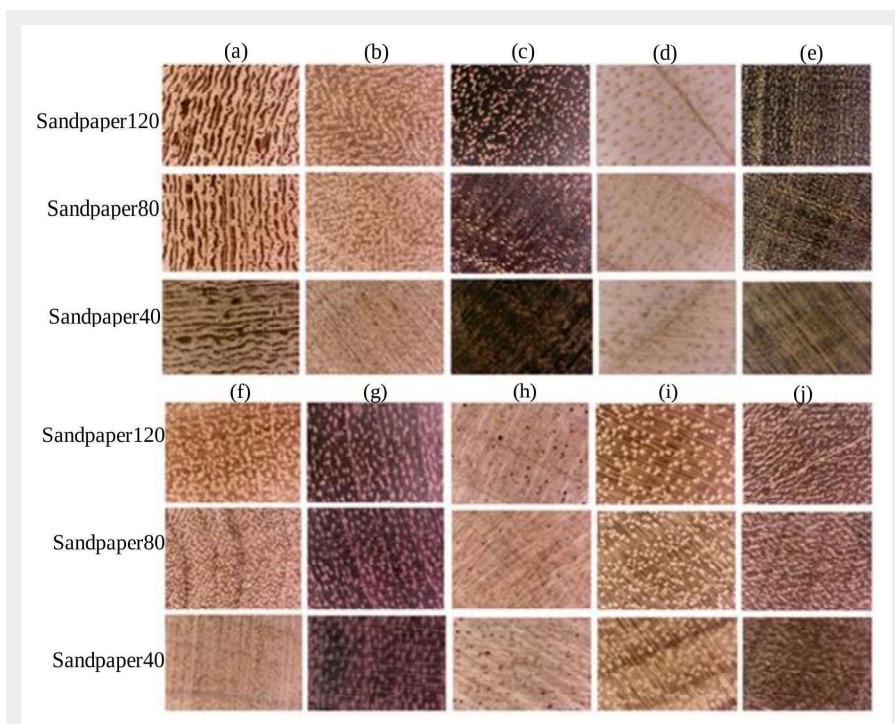 (a) (b) (c) (d) (e)
Sandpaper120
Sandpaper80
Sandpaper40
(f) (g) (h) (i) (j)
Sandpaper120
Sandpaper80
Sandpaper40